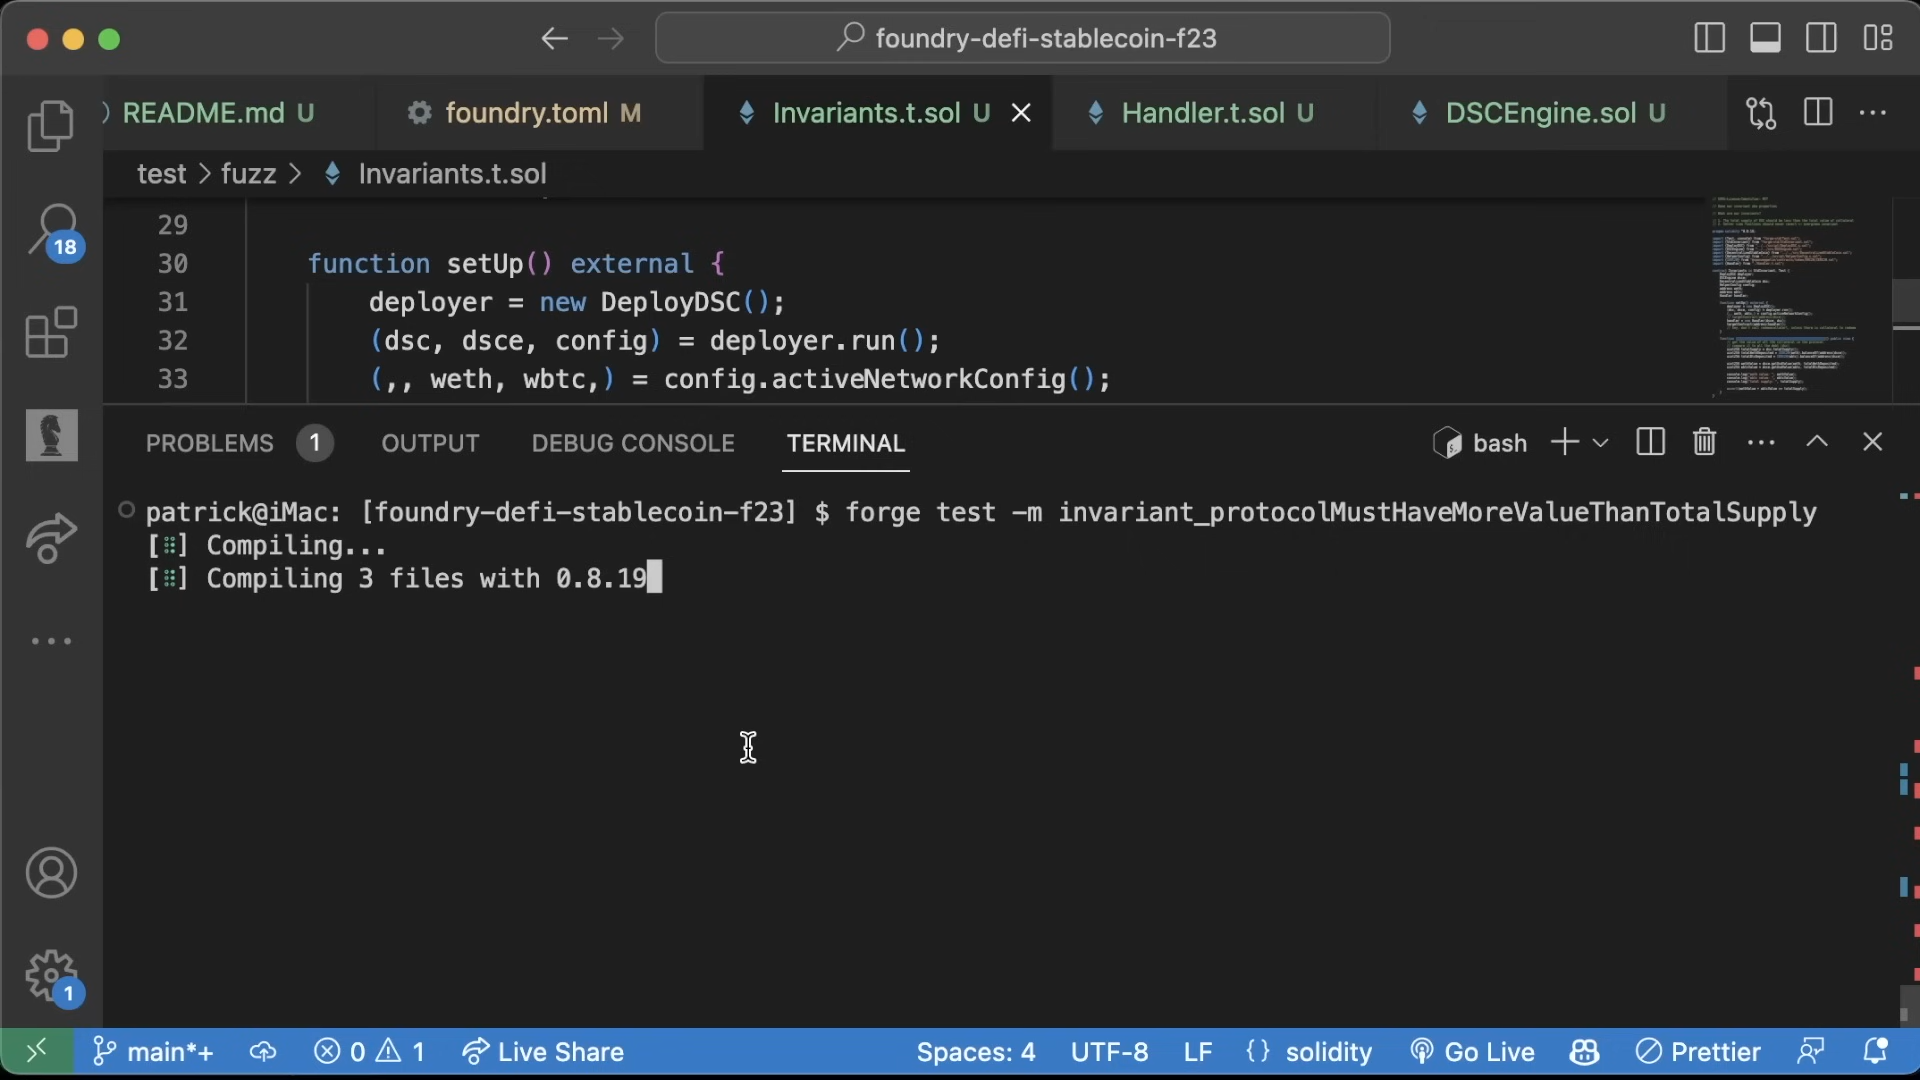 foundry-defi-stablecoin-f23
README.md U
foundry.toml M
Invariants.t.sol U
Handler.t.sol U
DSCEngine.sol U
test > fuzz > Invariants.t.sol
18
29
30 function setUp() external {
31 deployer = new DeployDSC();
32 (dsc, dsce, config) = deployer.run();
33 (,, weth, wbtc,) = config.activeNetworkConfig();
PROBLEMS 1 OUTPUT DEBUG CONSOLE TERMINAL
bash
patrick@iMac: [foundry-defi-stablecoin-f23] $ forge test -m invariant_protocolMustHaveMoreValueThanTotalSupply
[⠿] Compiling...
[⠿] Compiling 3 files with 0.8.19
1
main*+ 0 1 Live Share Spaces: 4 UTF-8 LF {} solidity Go Live Prettier